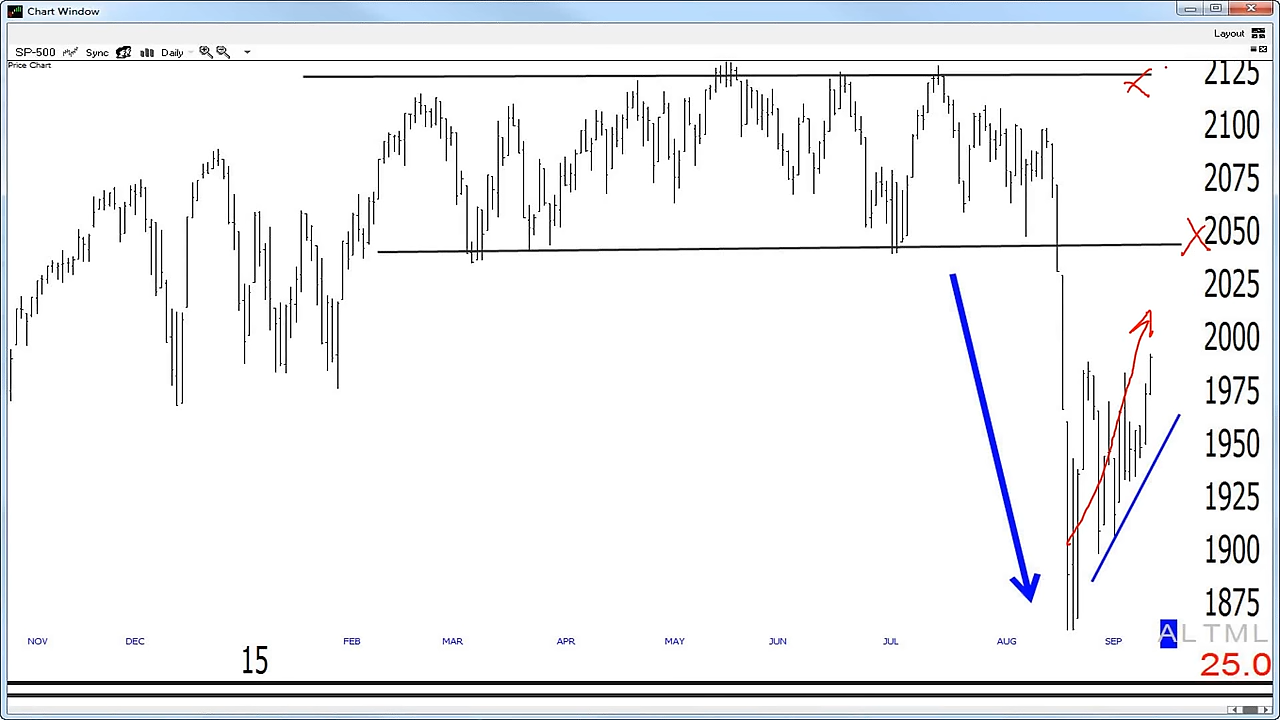 Chart Window
Layout
SP-500 Sync Daily
Price Chart
2125
2100
2075
2050
2025
2000
1975
1950
1925
1900
1875
NOV DEC FEB MAR APR MAY JUN JUL AUG SEP
15
ALTML
25.0
X
X